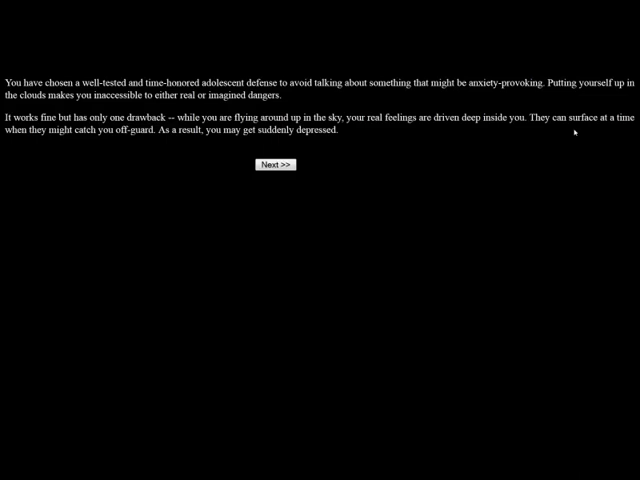 You have chosen a well-tested and time-honored adolescent defense to avoid talking about something that might be anxiety-provoking. Putting yourself up in
the clouds makes you inaccessible to either real or imagined dangers.
It works fine but has only one drawback -- while you are flying around up in the sky, your real feelings are driven deep inside you. They can surface at a time
when they might catch you off-guard. As a result, you may get suddenly depressed.
Next >>